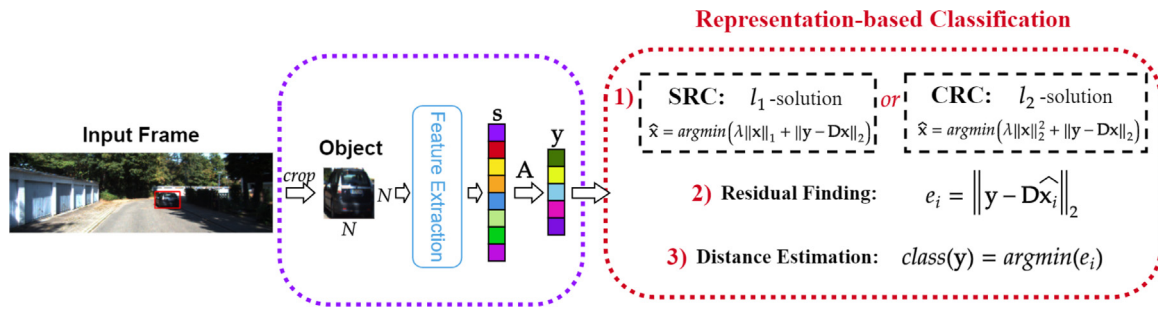 Representation-based Classification
Input Frame
crop
Object
N
N
Feature Extraction
s
A
y
1) SRC: l₁-solution
x̂ = argmin(λ‖x‖₁ + ‖y − Dx‖₂)
or
CRC: l₂-solution
x̂ = argmin(λ‖x‖₂² + ‖y − Dx‖₂)
2) Residual Finding: eᵢ = ‖y − Dx̂ᵢ‖₂
3) Distance Estimation: class(y) = argmin(eᵢ)